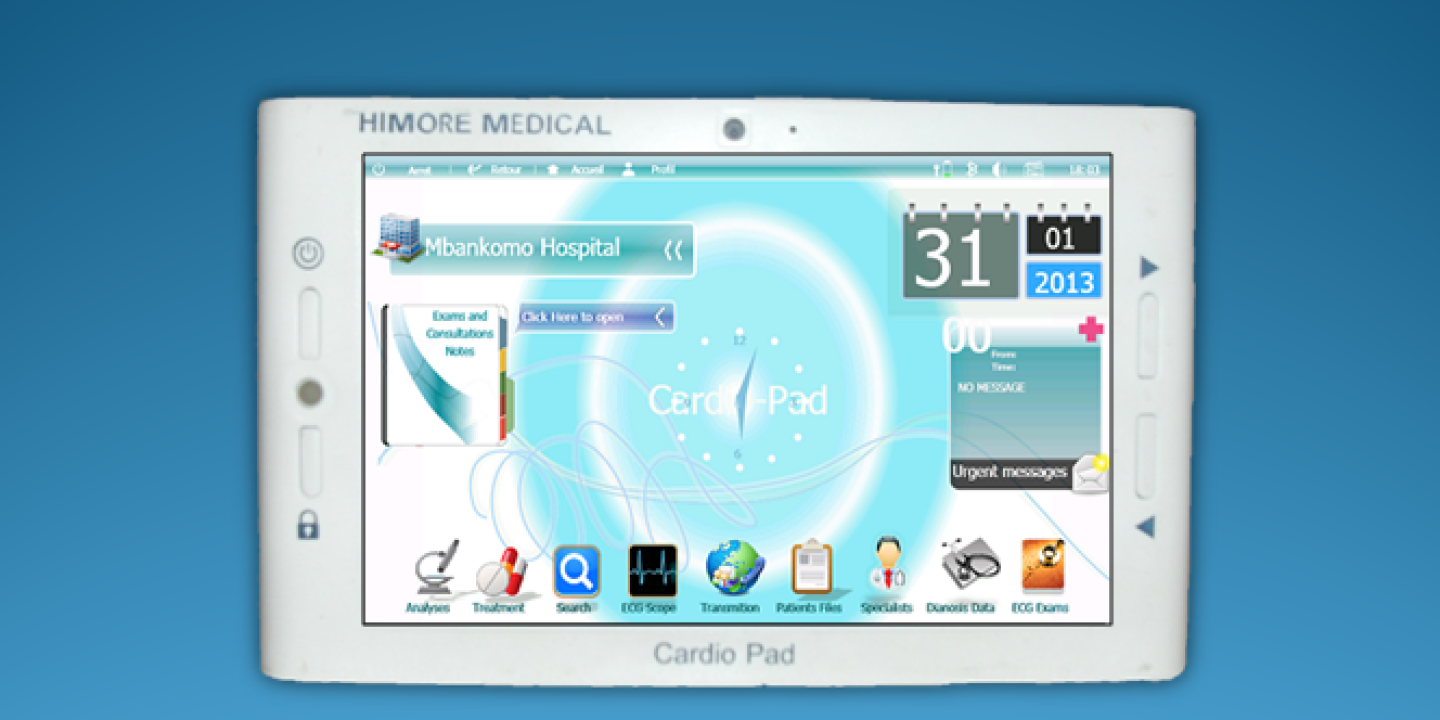 HIMORE MEDICAL
Arret Retour Accueil Profil
18:03
Mbankomo Hospital
31
01
2013
Exams and
Consultations
Notes
Click Here to open
00
From:
Time:
NO MESSAGE
12
Cardio-Pad
6
Urgent messages
Analyses Treatment Search ECG Scope Transmition Patients Files Specialists Dianosis Data ECG Exams
Cardio Pad